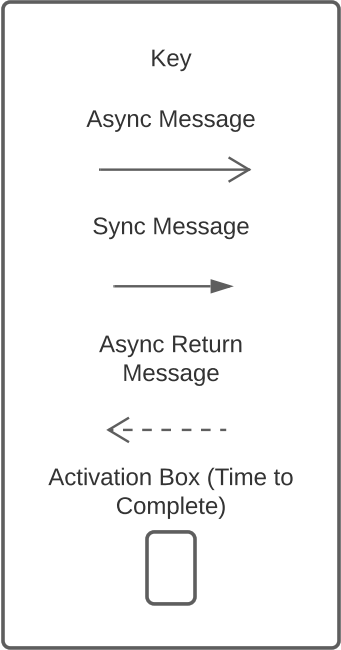 Key
Async Message
Sync Message
Async Return
Message
Activation Box (Time to
Complete)